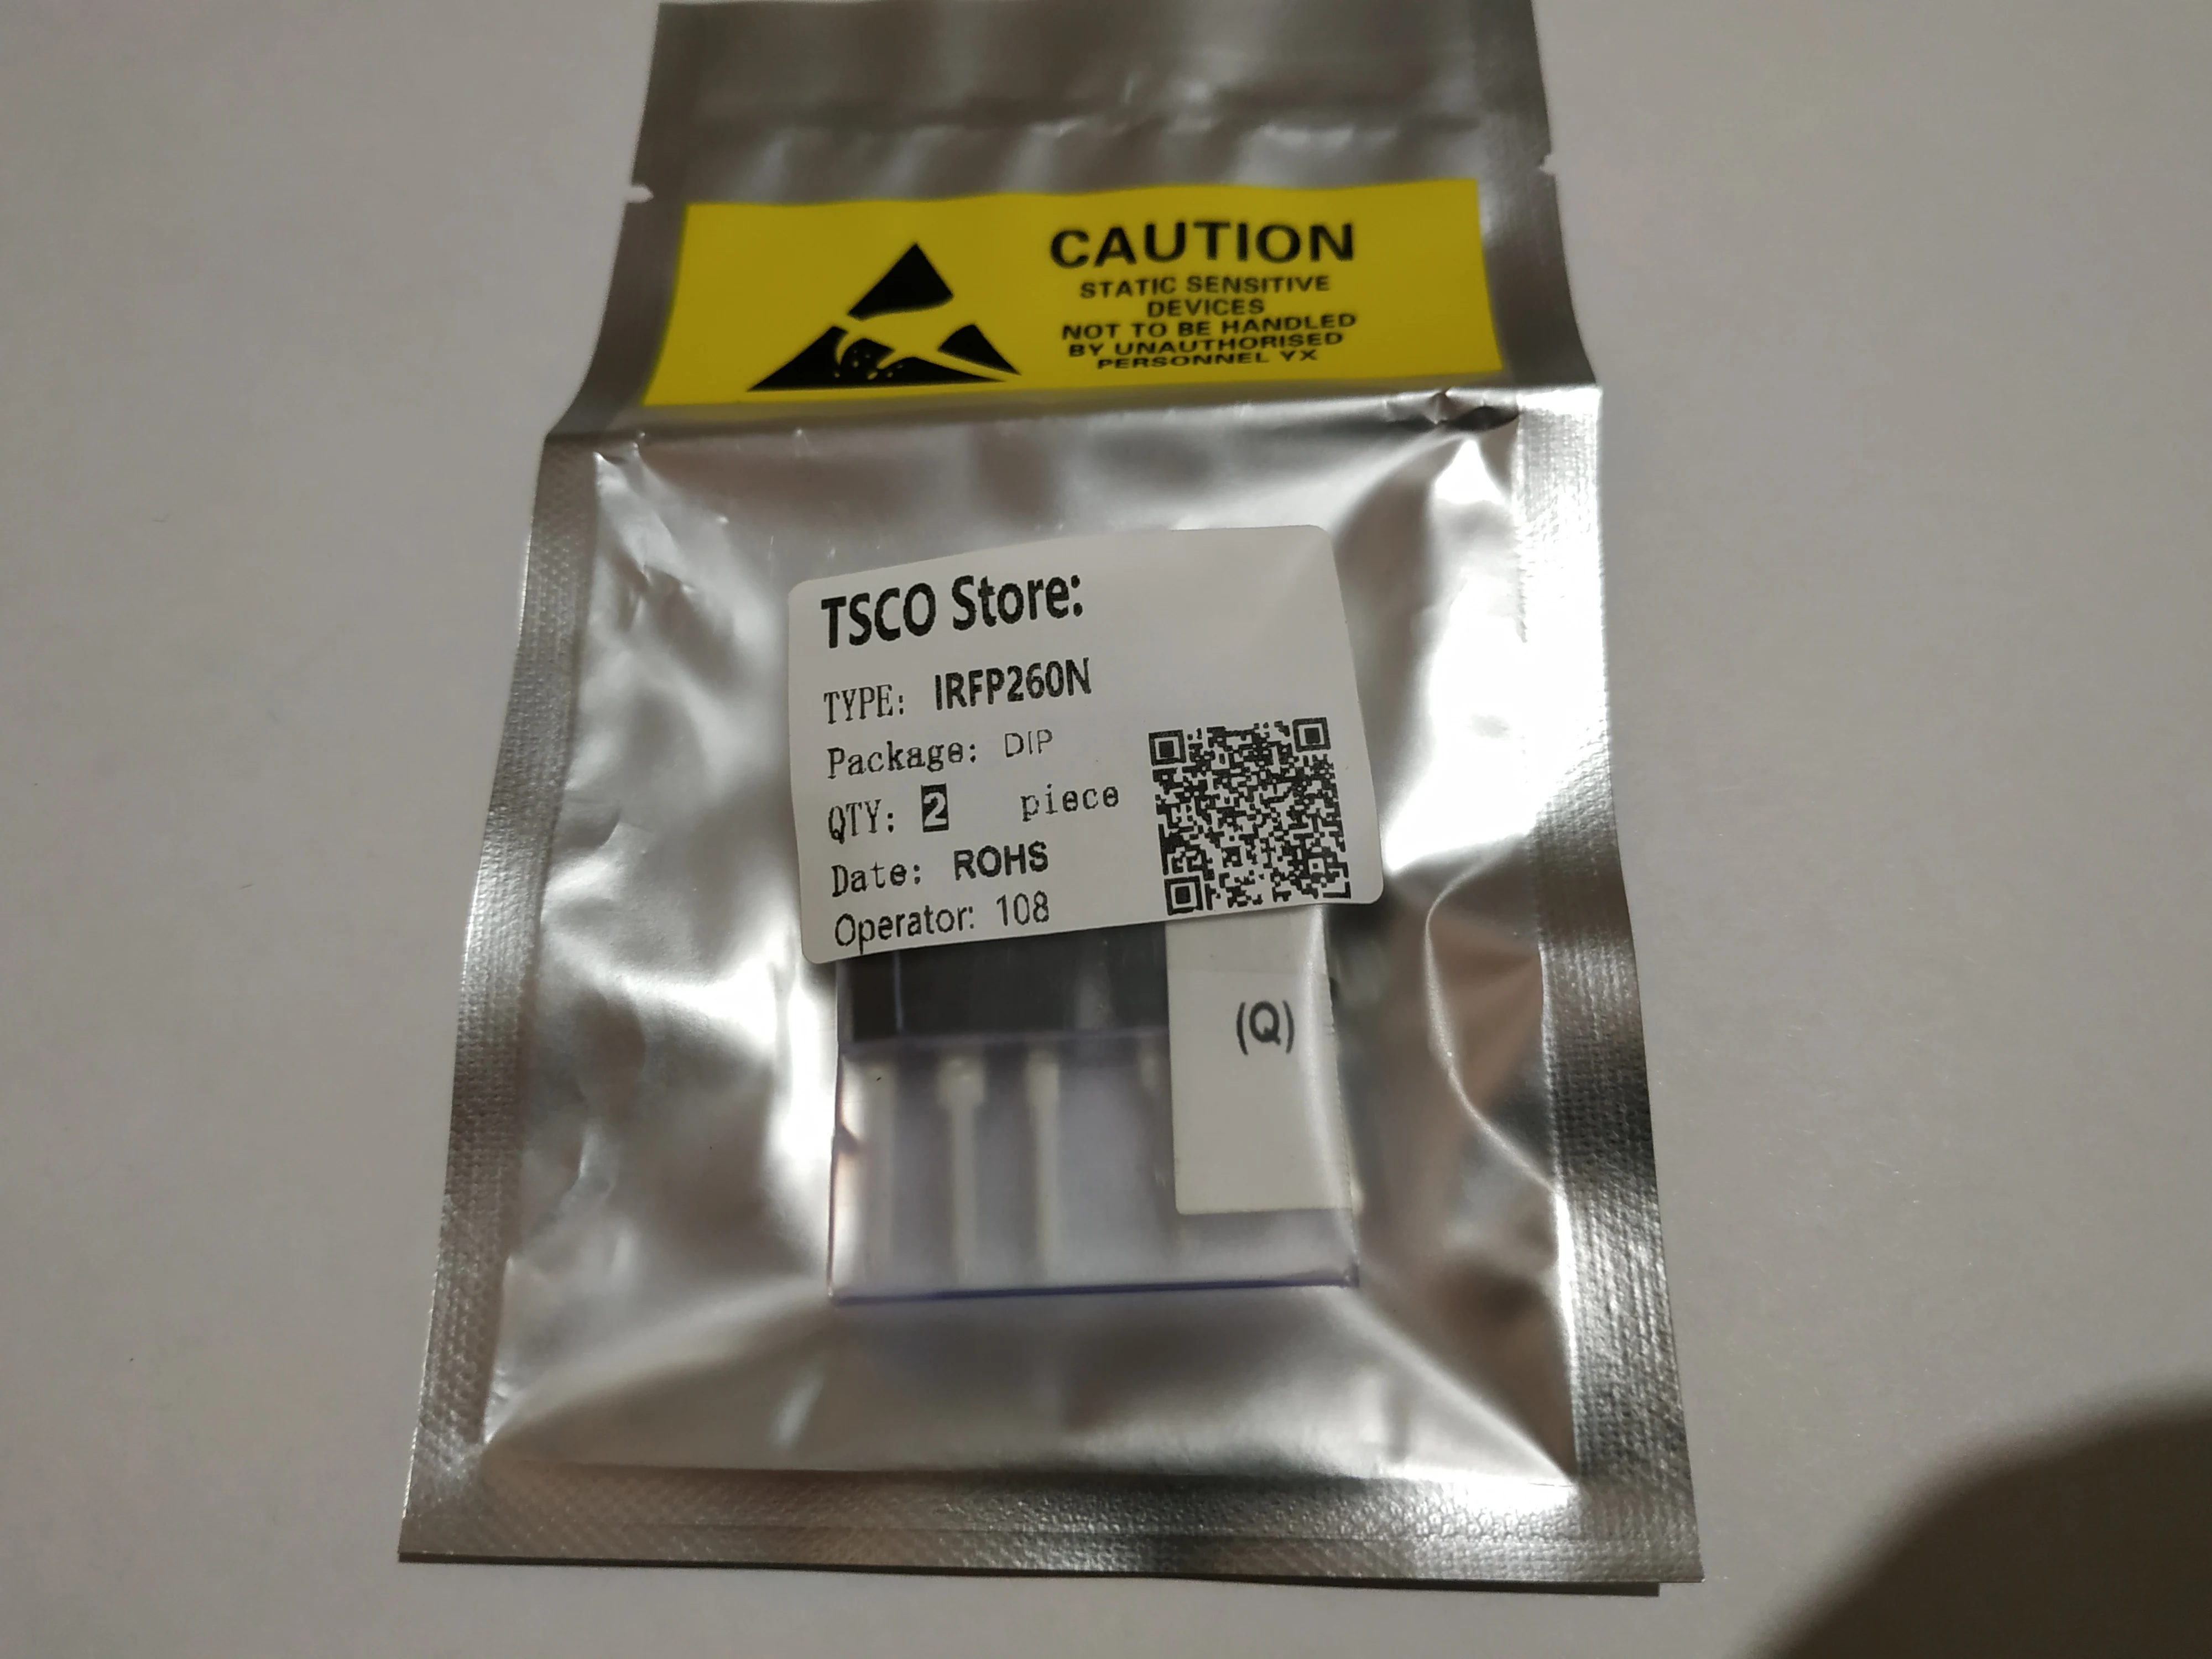 CAUTION
STATIC SENSITIVE
DEVICES
NOT TO BE HANDLED
BY UNAUTHORISED
PERSONNEL YX
TSCO Store:
TYPE: IRFP260N
Package: DIP
QTY: 2 piece
Date: ROHS
Operator: 108
(Q)